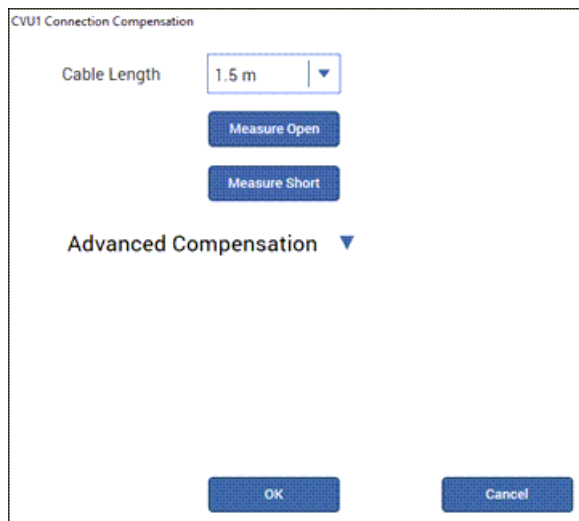 CVU1 Connection Compensation
Cable Length 1.5 m
Measure Open
Measure Short
Advanced Compensation
OK Cancel